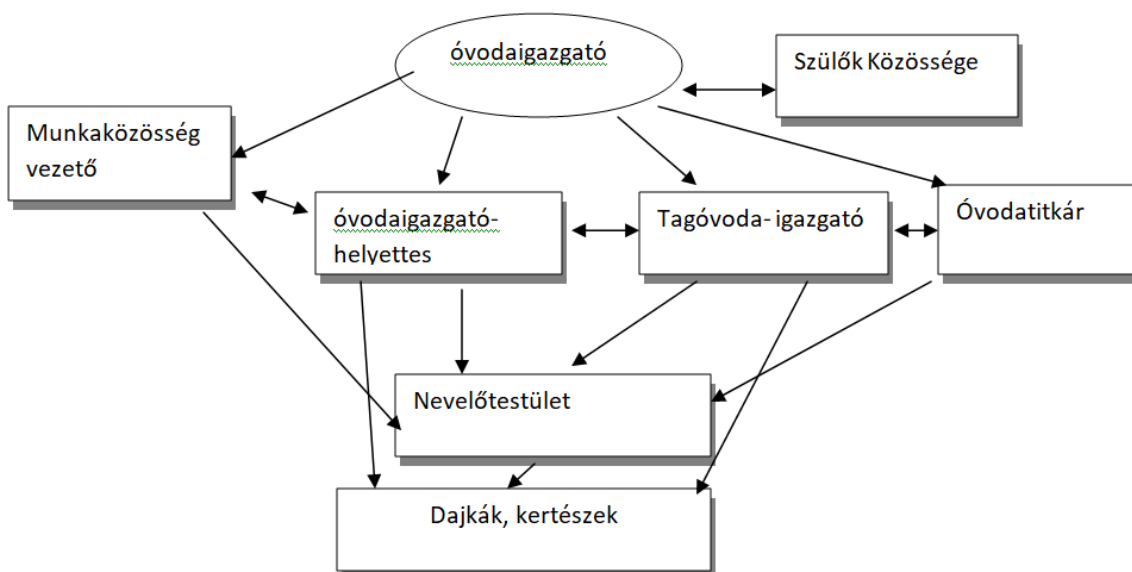 óvodaigazgató
Szülők Közössége
Munkaközösség
vezető
óvodaigazgató-
helyettes
Tagóvoda- igazgató
Óvodatitkár
Nevelőtestület
Dajkák, kertészek